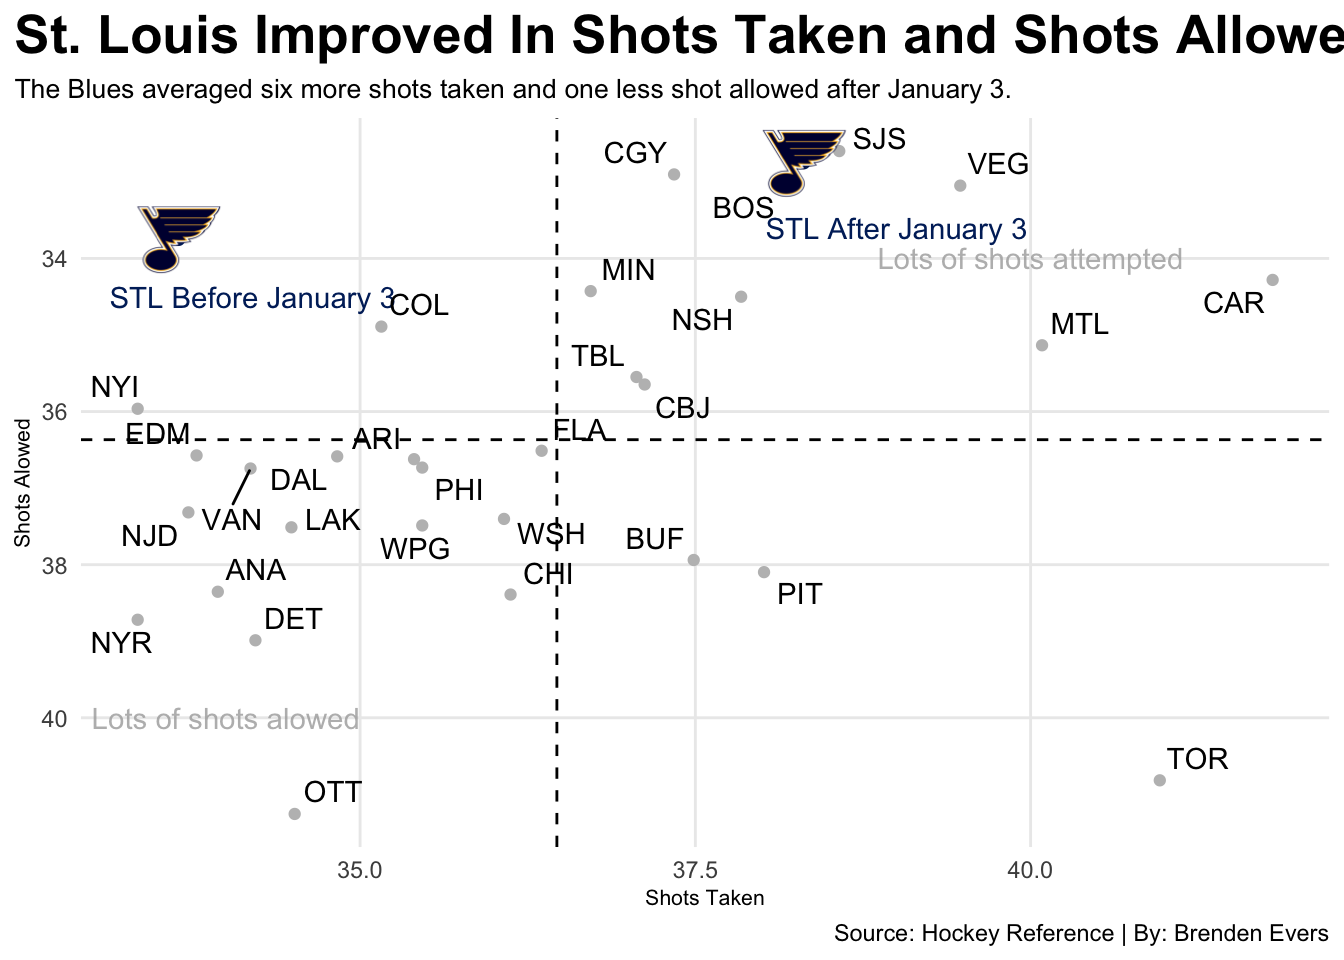 St. Louis Improved In Shots Taken and Shots Allowe
The Blues averaged six more shots taken and one less shot allowed after January 3.
SJS
CGY
VEG
BOS
STL After January 3
34
Lots of shots attempted
MIN
STL Before January 3
COL
CAR
NSH
MTL
TBL
NYI
CBJ
36
EDM
ARI
FLA
DAL
PHI
VAN
LAK
NJD
WSH
WPG
BUF
38
ANA
CHI
PIT
DET
NYR
40
Lots of shots alowed
TOR
OTT
Shots Alowed
35.0
37.5
40.0
Shots Taken
Source: Hockey Reference | By: Brenden Evers